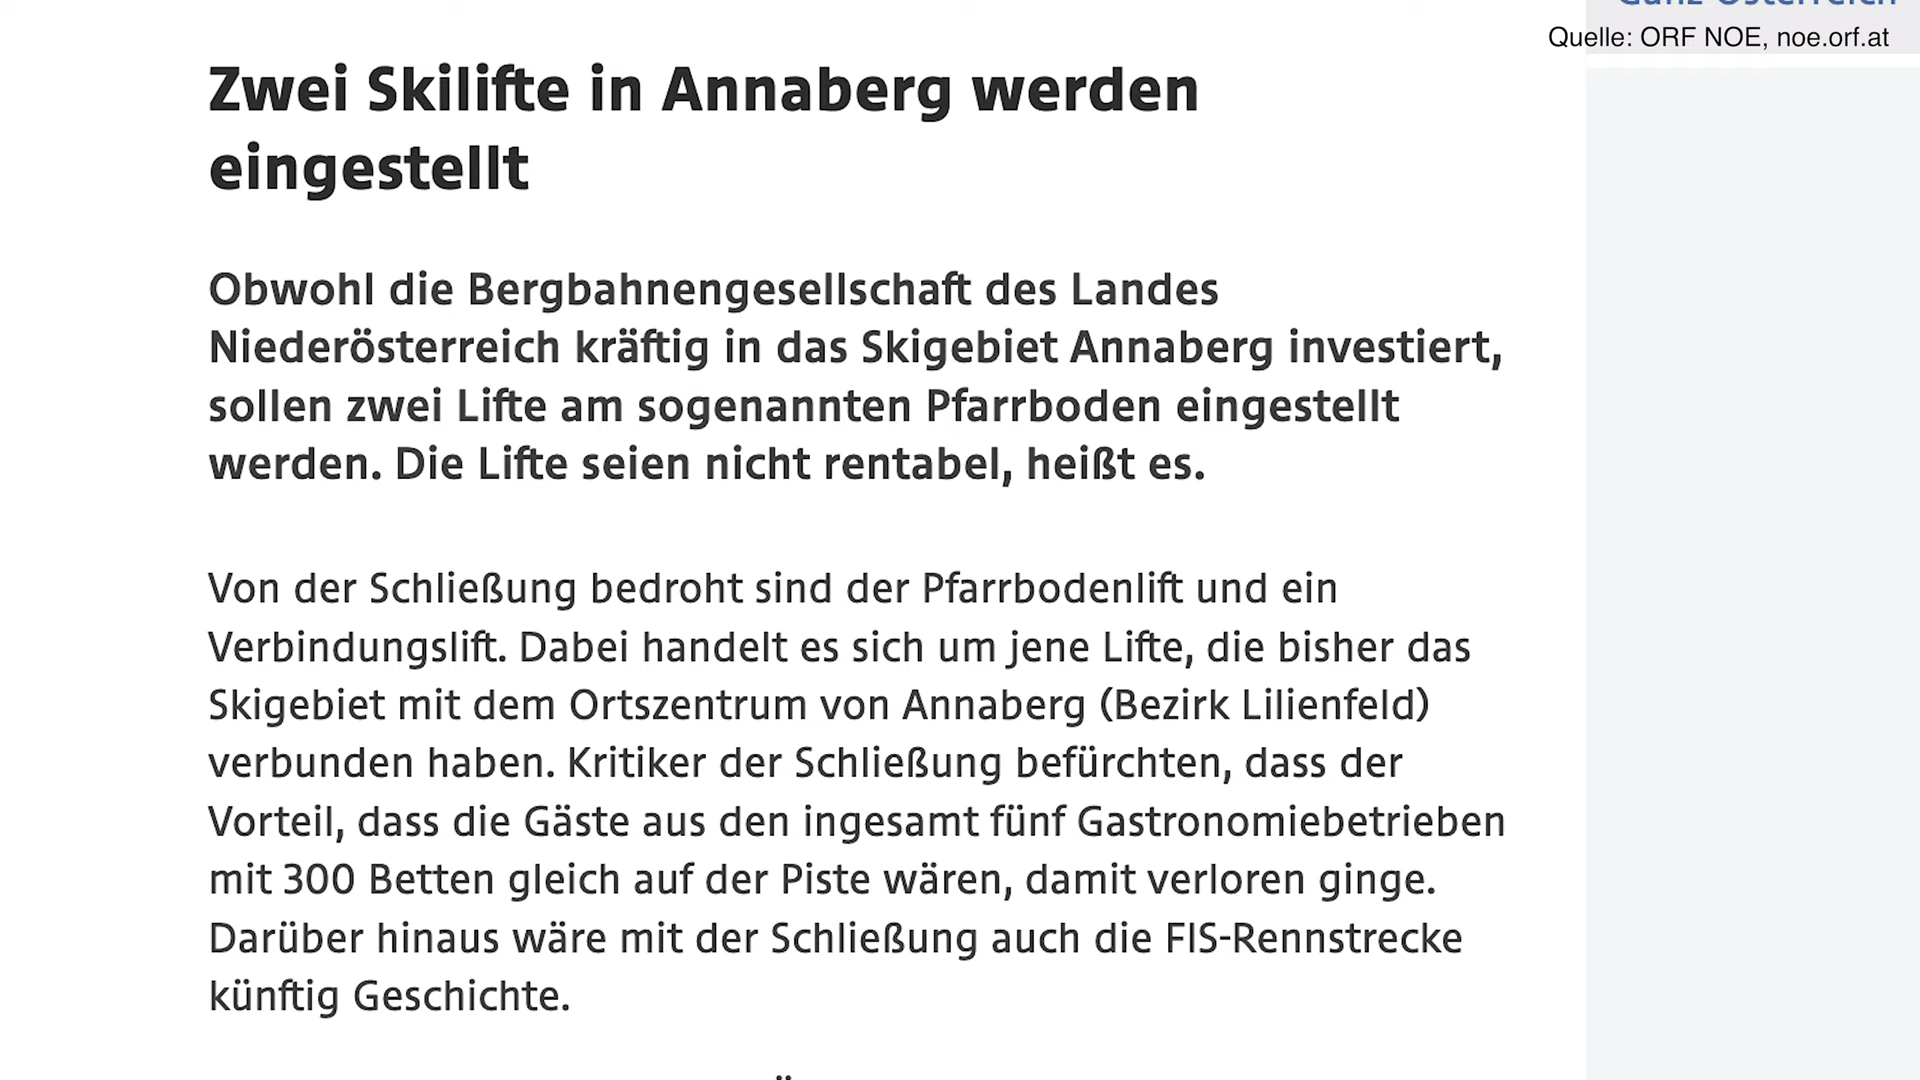 Ganz Österreich
Quelle: ORF NOE, noe.orf.at
Zwei Skilifte in Annaberg werden
eingestellt
Obwohl die Bergbahnengesellschaft des Landes
Niederösterreich kräftig in das Skigebiet Annaberg investiert,
sollen zwei Lifte am sogenannten Pfarrboden eingestellt
werden. Die Lifte seien nicht rentabel, heißt es.
Von der Schließung bedroht sind der Pfarrbodenlift und ein
Verbindungslift. Dabei handelt es sich um jene Lifte, die bisher das
Skigebiet mit dem Ortszentrum von Annaberg (Bezirk Lilienfeld)
verbunden haben. Kritiker der Schließung befürchten, dass der
Vorteil, dass die Gäste aus den ingesamt fünf Gastronomiebetrieben
mit 300 Betten gleich auf der Piste wären, damit verloren ginge.
Darüber hinaus wäre mit der Schließung auch die FIS-Rennstrecke
künftig Geschichte.